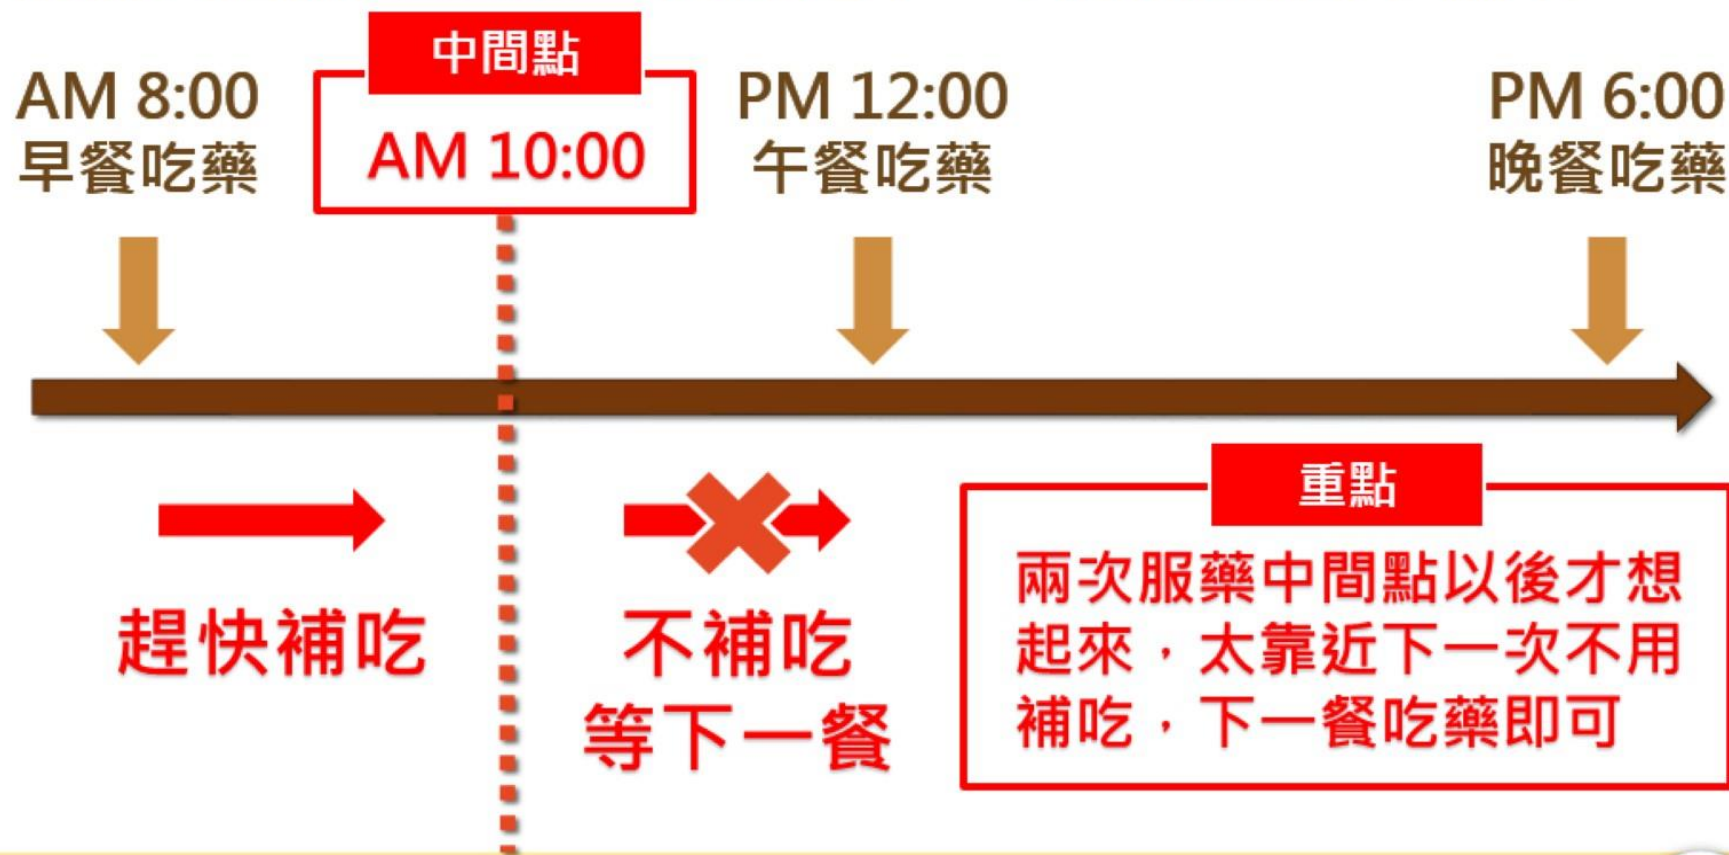 中間點
AM 10:00
AM 8:00
早餐吃藥
PM 12:00
午餐吃藥
PM 6:00
晚餐吃藥
趕快補吃
不補吃
等下一餐
重點
兩次服藥中間點以後才想
起來，太靠近下一次不用
補吃，下一餐吃藥即可